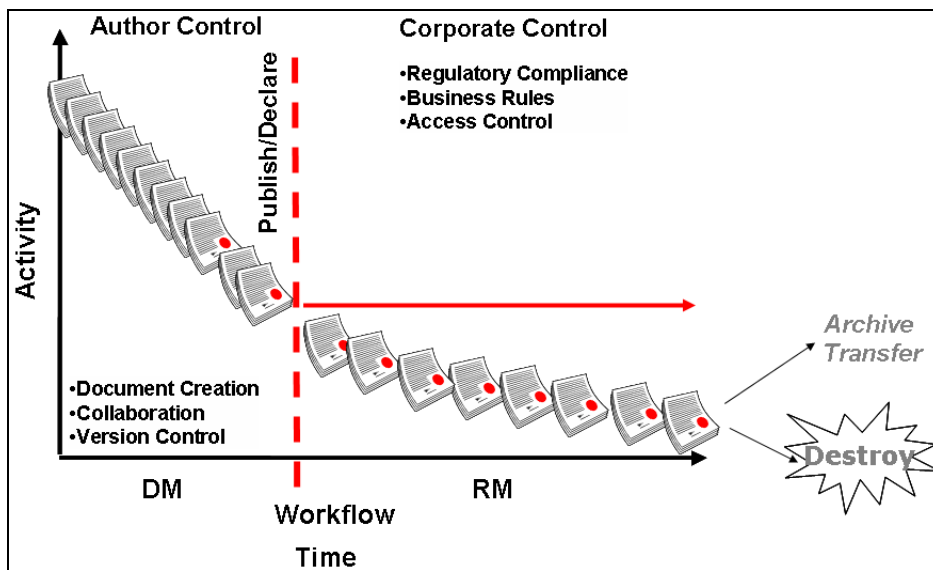 Author Control
Corporate Control
•Regulatory Compliance
•Business Rules
•Access Control
Publish/Declare
Activity
Archive
Transfer
•Document Creation
•Collaboration
•Version Control
Destroy
DM
RM
Workflow
Time